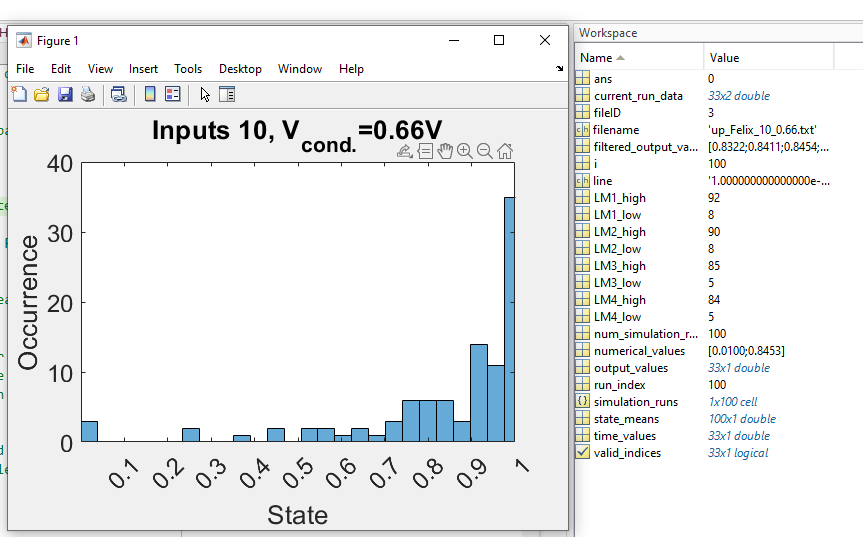 Figure 1
File Edit View Insert Tools Desktop Window Help
Inputs 10, Vcond.=0.66V
40
30
20
10
0
Occurrence
0.1 0.2 0.3 0.4 0.5 0.6 0.7 0.8 0.9 1
State
Workspace
Name Value
ans 0
current_run_data 33x2 double
fileID 3
filename 'up_Felix_10_0.66.txt'
filtered_output_va... [0.8322;0.8411;0.8454;...
i 100
line '1.000000000000000e-...
LM1_high 92
LM1_low 8
LM2_high 90
LM2_low 8
LM3_high 85
LM3_low 5
LM4_high 84
LM4_low 5
num_simulation_r... 100
numerical_values [0.0100;0.8453]
output_values 33x1 double
run_index 100
simulation_runs 1x100 cell
state_means 100x1 double
time_values 33x1 double
valid_indices 33x1 logical